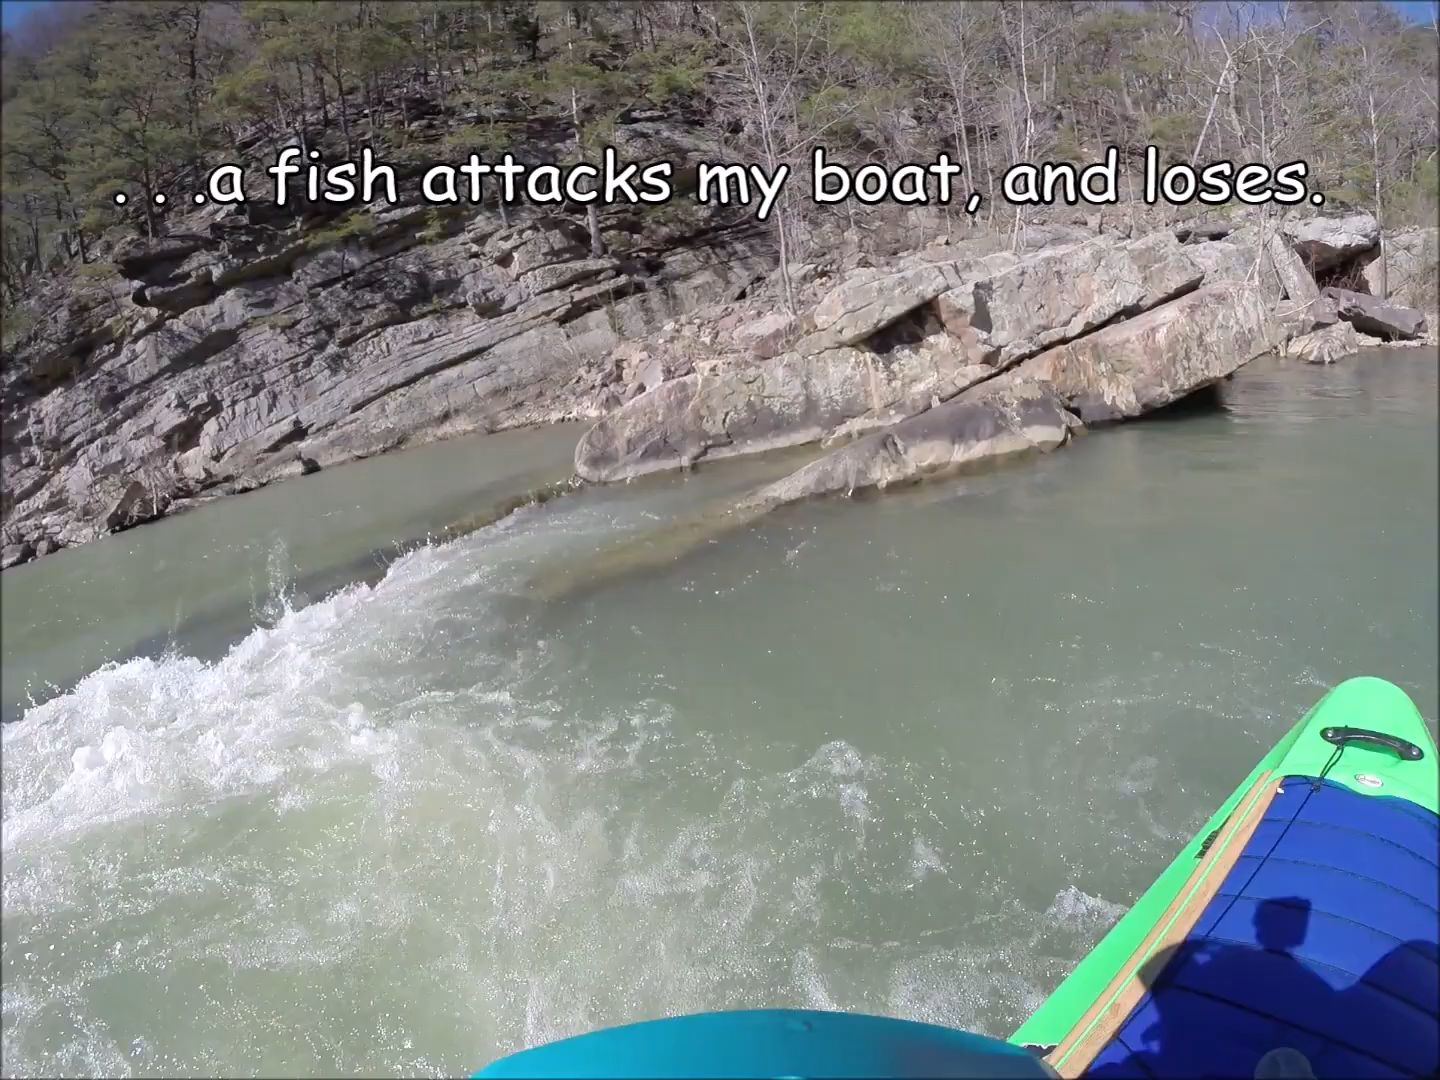 . . .a fish attacks my boat, and loses.